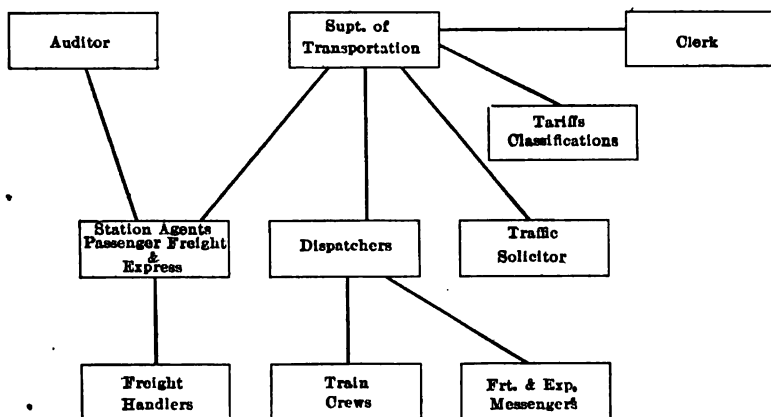 Auditor
Supt. of
Transportation
Clerk
Tariffs
Classifications
Station Agents
Passenger Freight
&
Express
Dispatchers
Traffic
Solicitor
Freight
Handlers
Train
Crews
Frt. & Exp.
Messengers